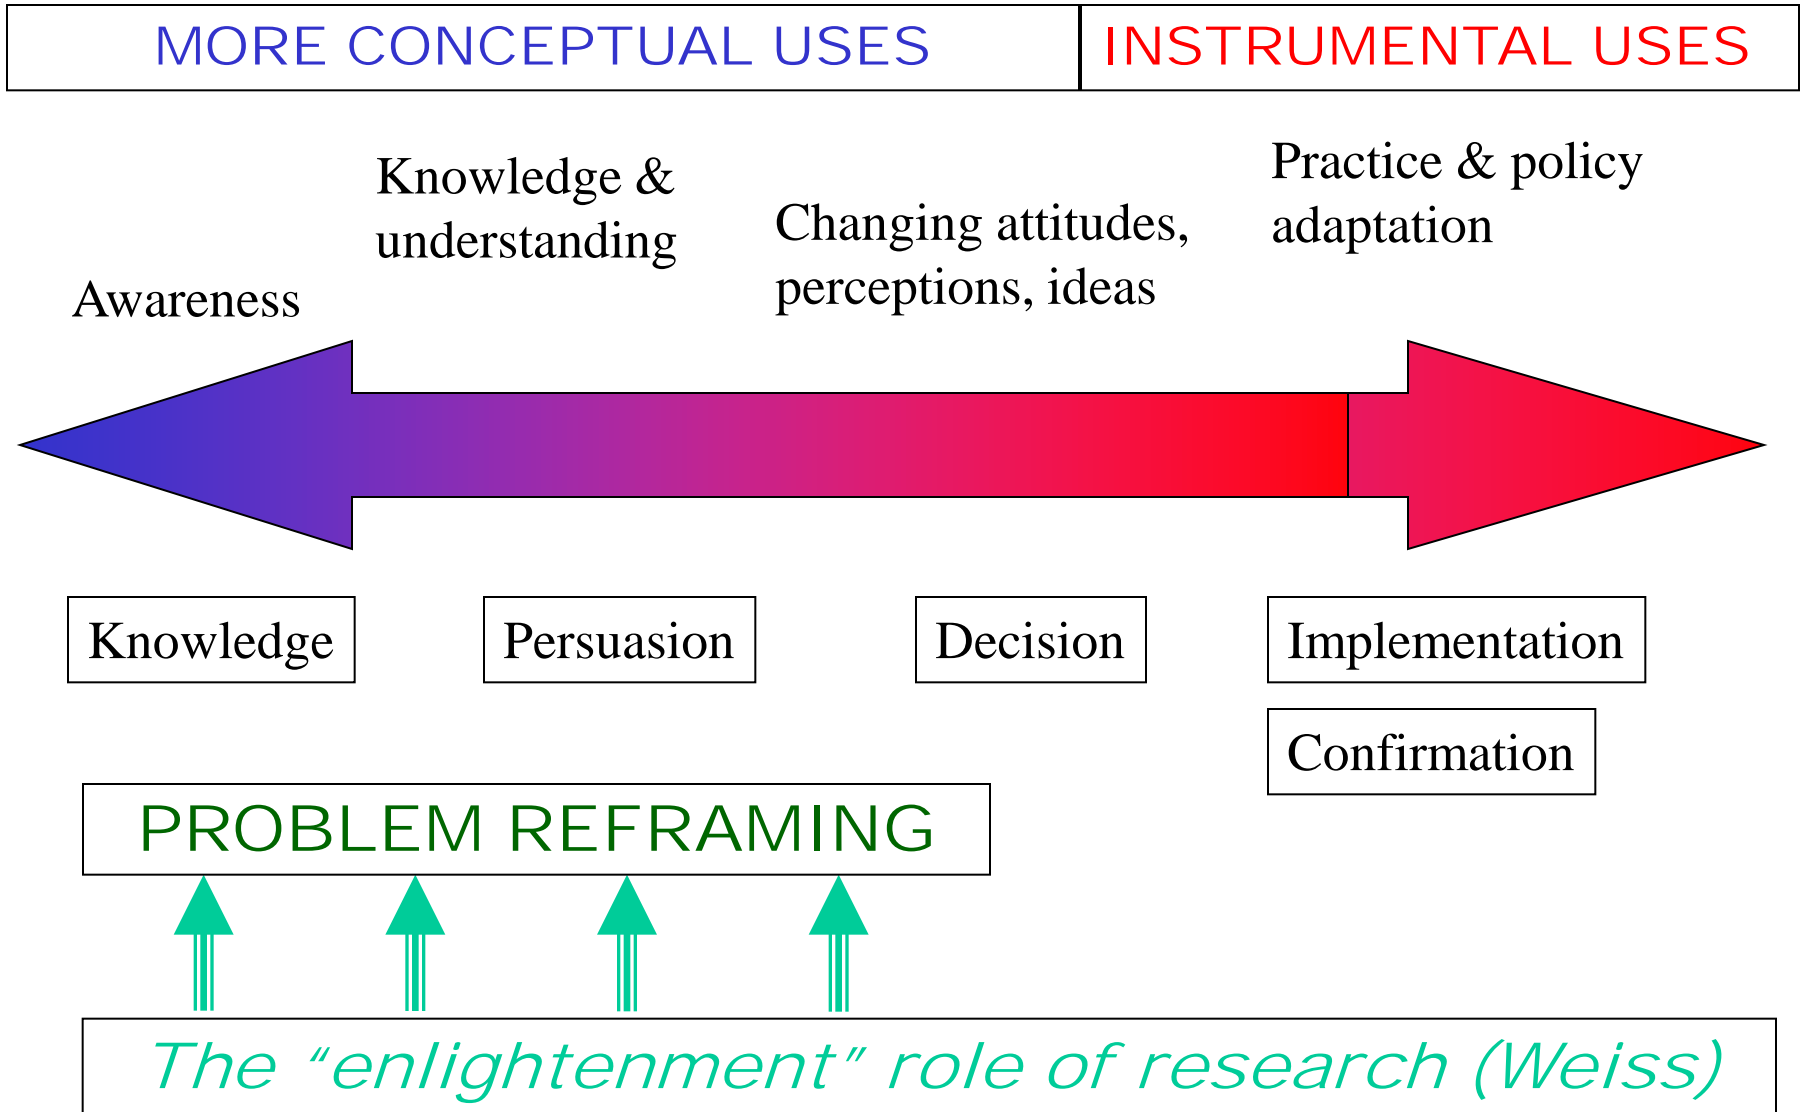 MORE CONCEPTUAL USES
INSTRUMENTAL USES
Awareness
Knowledge &
understanding
Changing attitudes,
perceptions, ideas
Practice & policy
adaptation
Knowledge
Persuasion
Decision
Implementation
Confirmation
PROBLEM REFRAMING
The “enlightenment” role of research (Weiss)